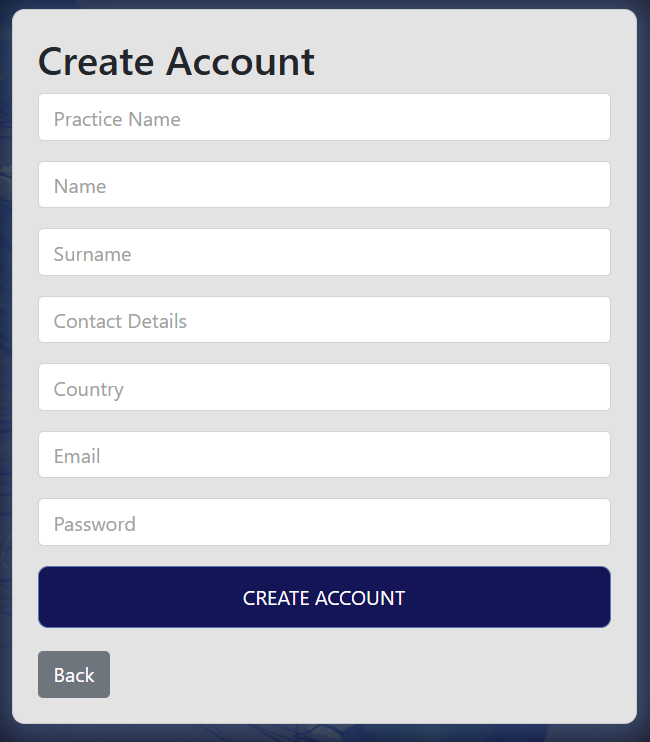 Create Account
Practice Name
Name
Surname
Contact Details
Country
Email
Password
CREATE ACCOUNT
Back